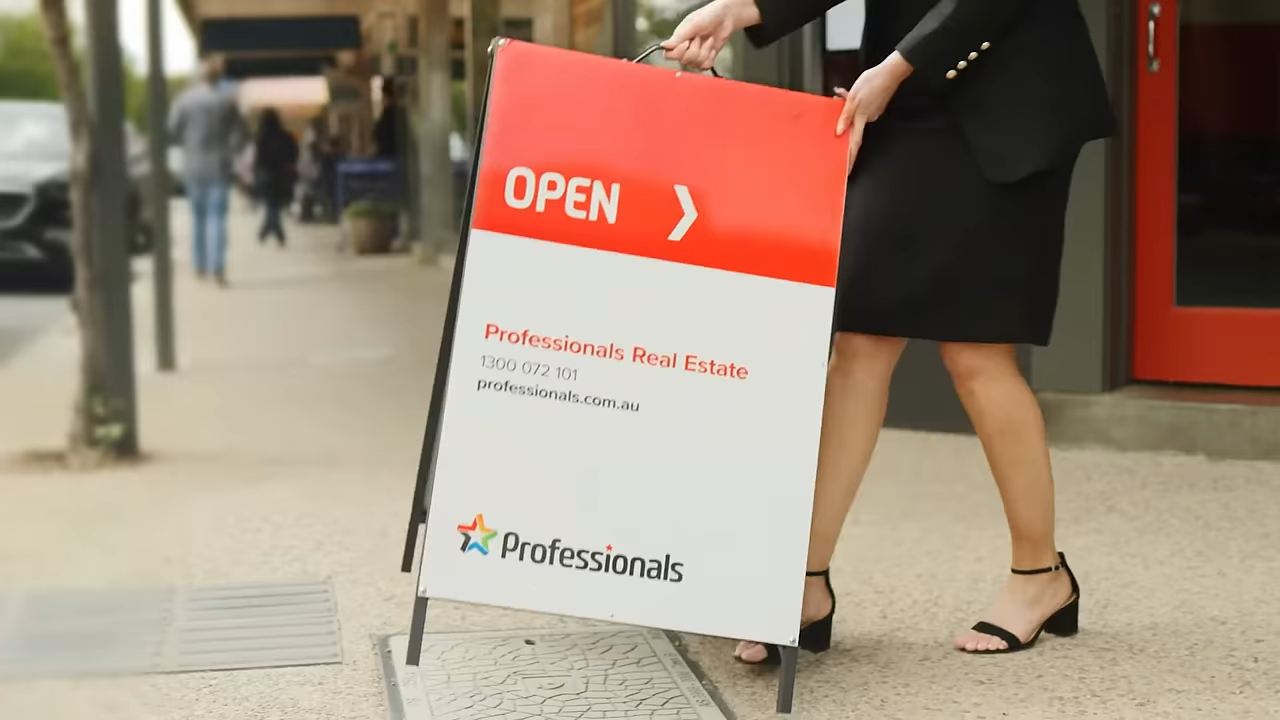 OPEN ❯
Professionals Real Estate
1300 072 101
professionals.com.au
Professionals